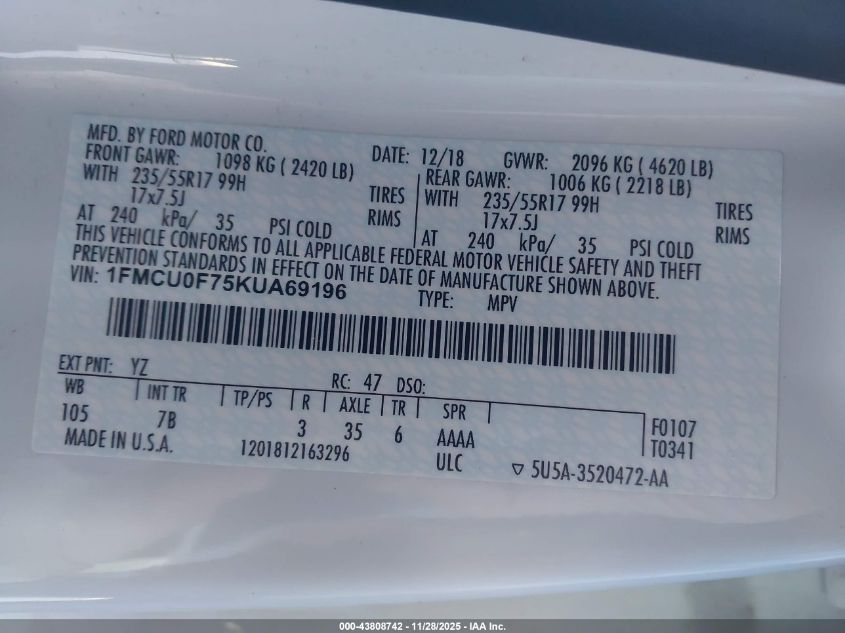 MFD. BY FORD MOTOR CO.
DATE: 12/18 GVWR: 2096 KG ( 4620 LB)
FRONT GAWR: 1098 KG ( 2420 LB)
REAR GAWR: 1006 KG ( 2218 LB)
WITH 235/55R17 99H TIRES
WITH 235/55R17 99H TIRES
17x7.5J RIMS
17x7.5J RIMS
AT 240 kPa/ 35 PSI COLD
AT 240 kPa/ 35 PSI COLD
THIS VEHICLE CONFORMS TO ALL APPLICABLE FEDERAL MOTOR VEHICLE SAFETY AND THEFT
PREVENTION STANDARDS IN EFFECT ON THE DATE OF MANUFACTURE SHOWN ABOVE.
VIN: 1FMCU0F75KUA69196 TYPE: MPV
EXT PNT: YZ RC: 47 DSO:
WB INT TR TP/PS R AXLE TR SPR
105 7B 3 35 6 AAAA F0107
MADE IN U.S.A. 1201812163296 ULC T0341
5U5A-3520472-AA
000-43808742 - 11/28/2025 - IAA Inc.